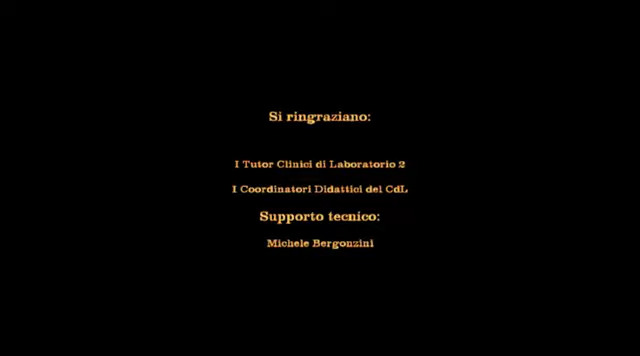 Si ringraziano:
I Tutor Clinici di Laboratorio 2
I Coordinatori Didattici del CdL
Supporto tecnico:
Michele Bergonzini